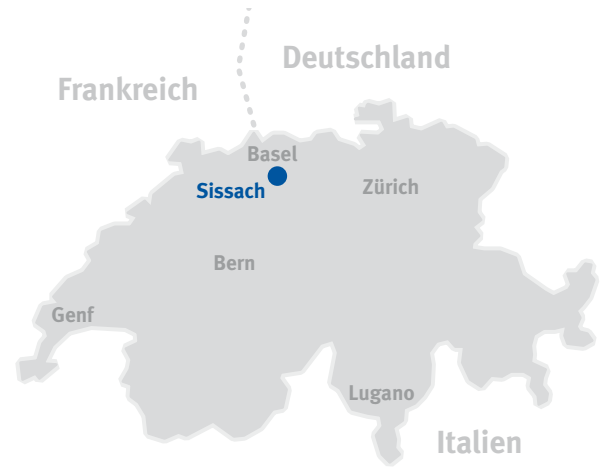 Deutschland
Frankreich
Basel
Sissach
Zürich
Bern
Genf
Lugano
Italien